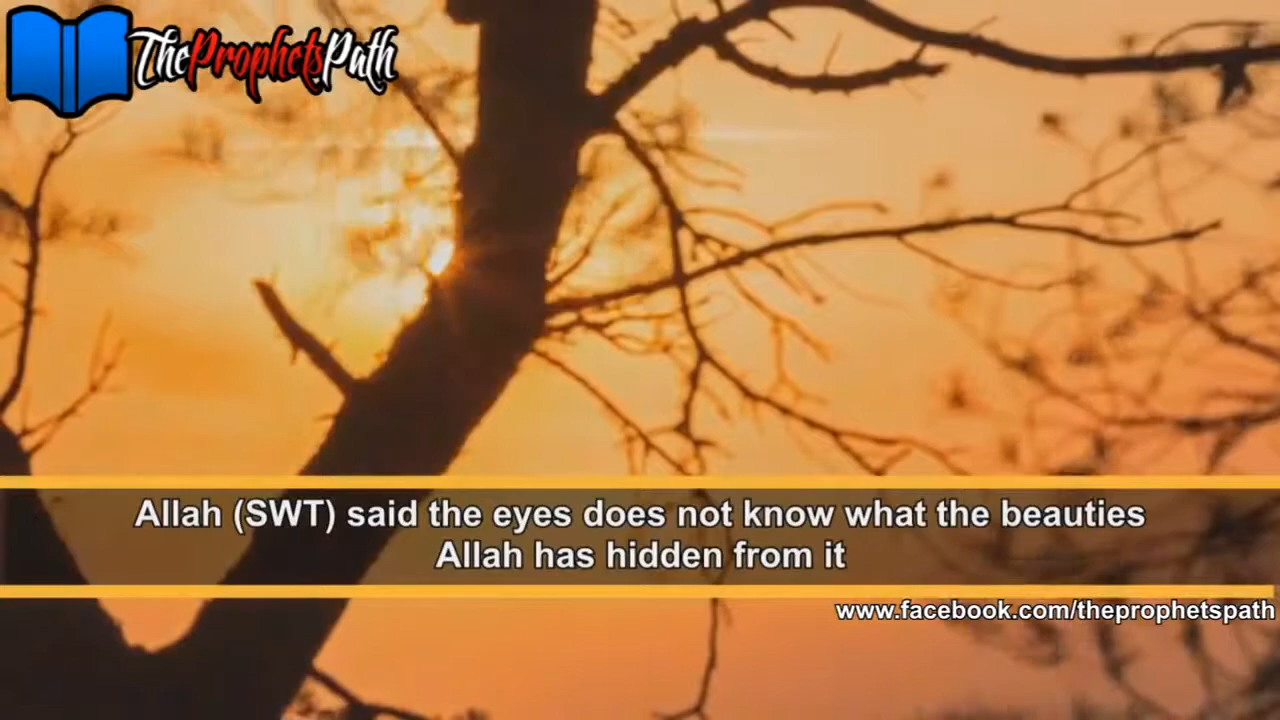 TheProphetsPath
Allah (SWT) said the eyes does not know what the beauties
Allah has hidden from it
www.facebook.com/theprophetspath